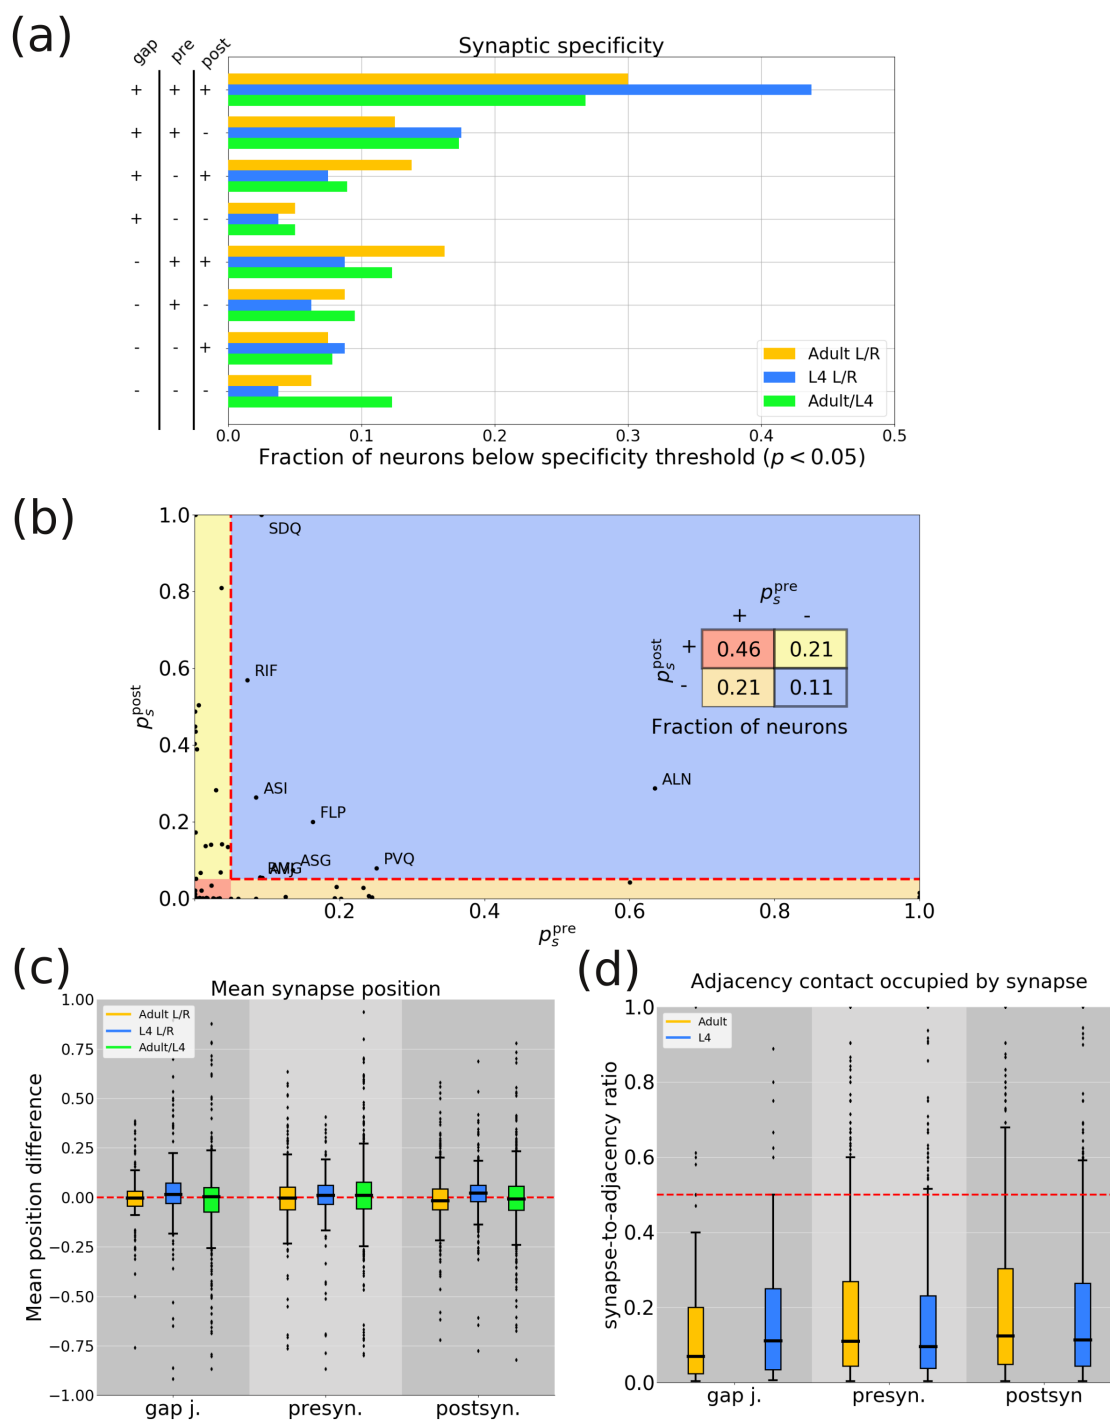 (a)
gap pre post
Synaptic specificity
+ + +
+ + -
+ - +
+ - -
- + +
- + -
- - +
- - -
Adult L/R
L4 L/R
Adult/L4
0.0 0.1 0.2 0.3 0.4 0.5
Fraction of neurons below specificity threshold (p < 0.05)
(b)
1.0
0.8
0.6
0.4
0.2
0.0
p_s^post
SDQ
RIF
ASI
FLP
ALN
ASG
PVQ
p_s^pre
+ -
p_s^post
+ 0.46 0.21
- 0.21 0.11
Fraction of neurons
0.2 0.4 0.6 0.8 1.0
p_s^pre
(c)
Mean synapse position
Adult L/R
L4 L/R
Adult/L4
1.00
0.75
0.50
0.25
0.00
−0.25
−0.50
−0.75
−1.00
Mean position difference
gap j. presyn. postsyn.
(d)
Adjacency contact occupied by synapse
Adult
L4
1.0
0.8
0.6
0.4
0.2
0.0
synapse-to-adjacency ratio
gap j. presyn. postsyn